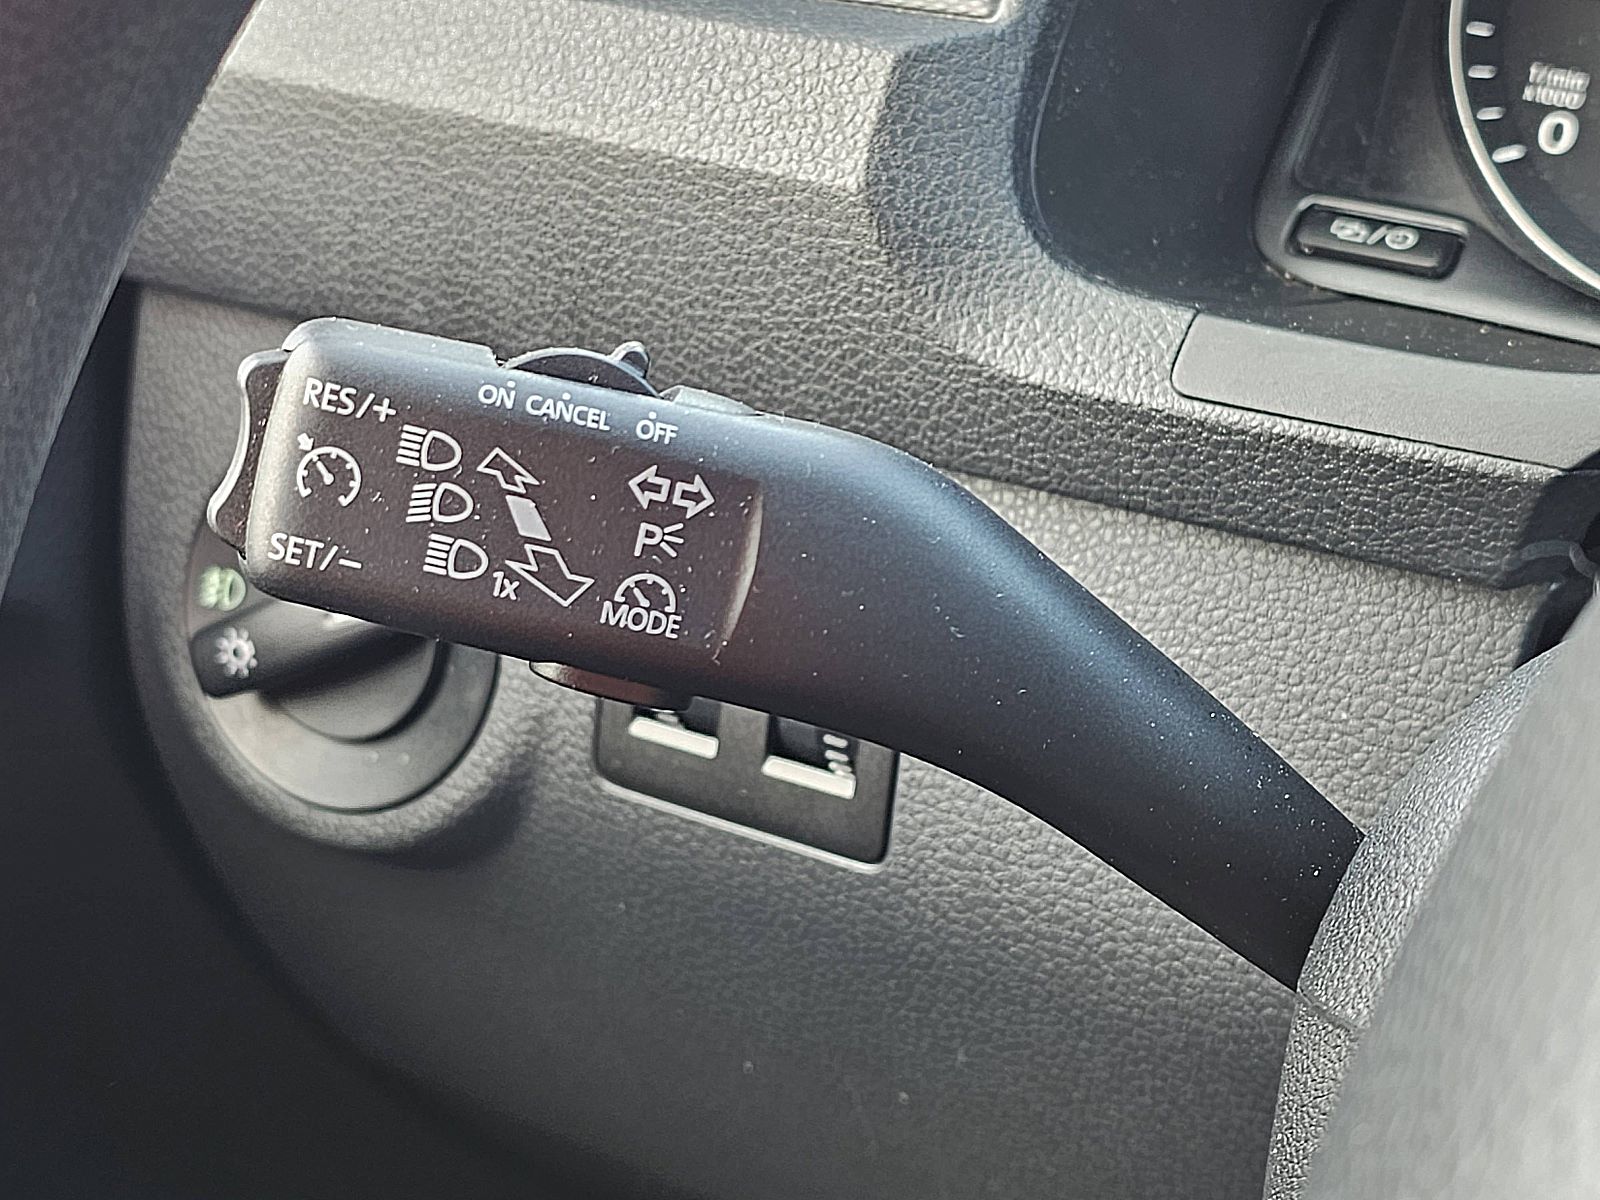 1/min
x1000
0
RES/+
ON CANCEL OFF
SET/−
1x
P
MODE